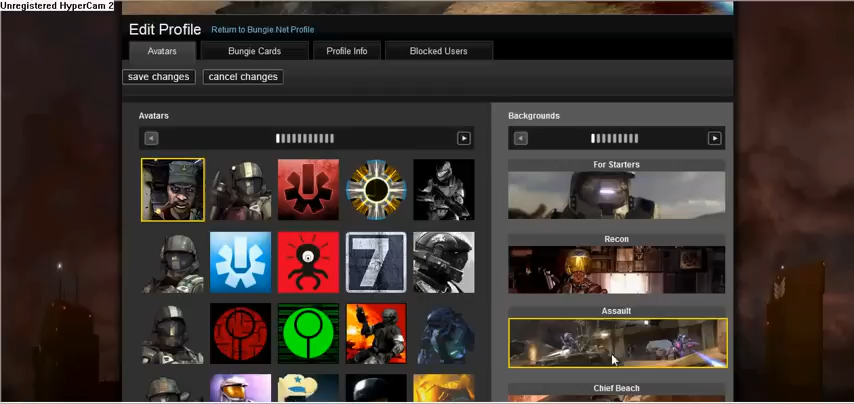 Unregistered HyperCam 2
Edit Profile
Return to Bungie.Net Profile
Avatars
Bungie Cards
Profile Info
Blocked Users
save changes
cancel changes
Avatars
Backgrounds
For Starters
7
Recon
Assault
Chief Beach